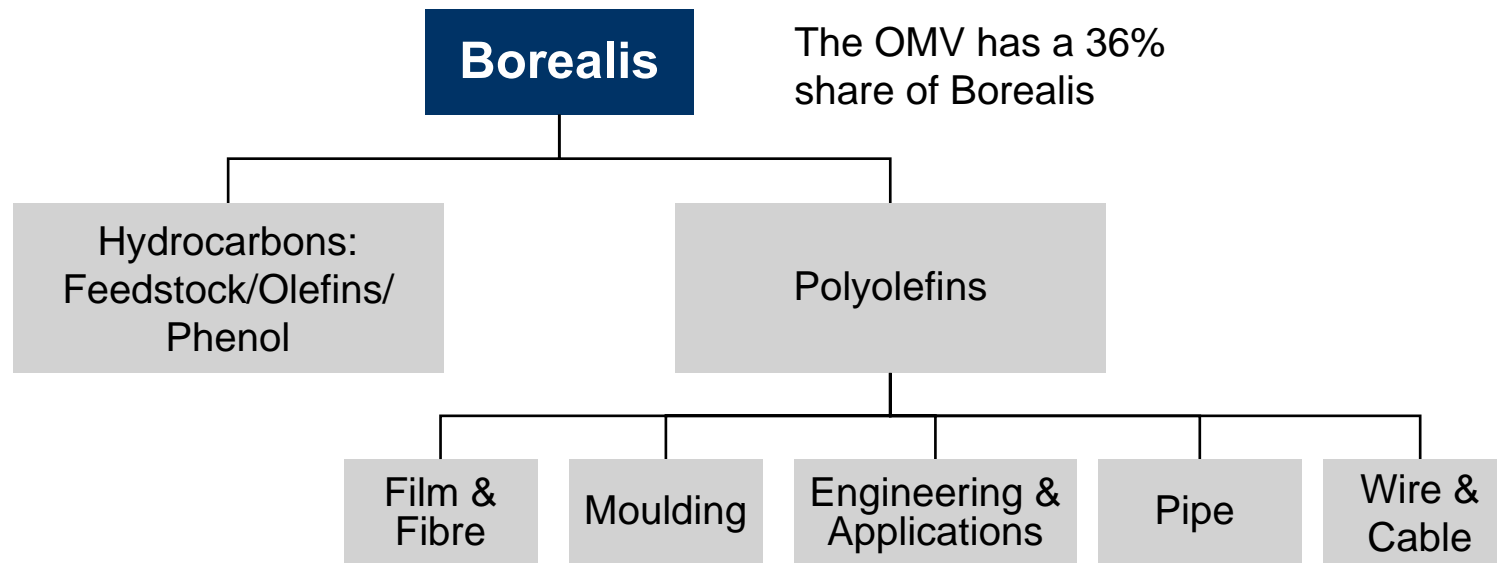 Borealis
The OMV has a 36%
share of Borealis
Hydrocarbons:
Feedstock/Olefins/
Phenol
Polyolefins
Film &
Fibre
Moulding
Engineering &
Applications
Pipe
Wire &
Cable